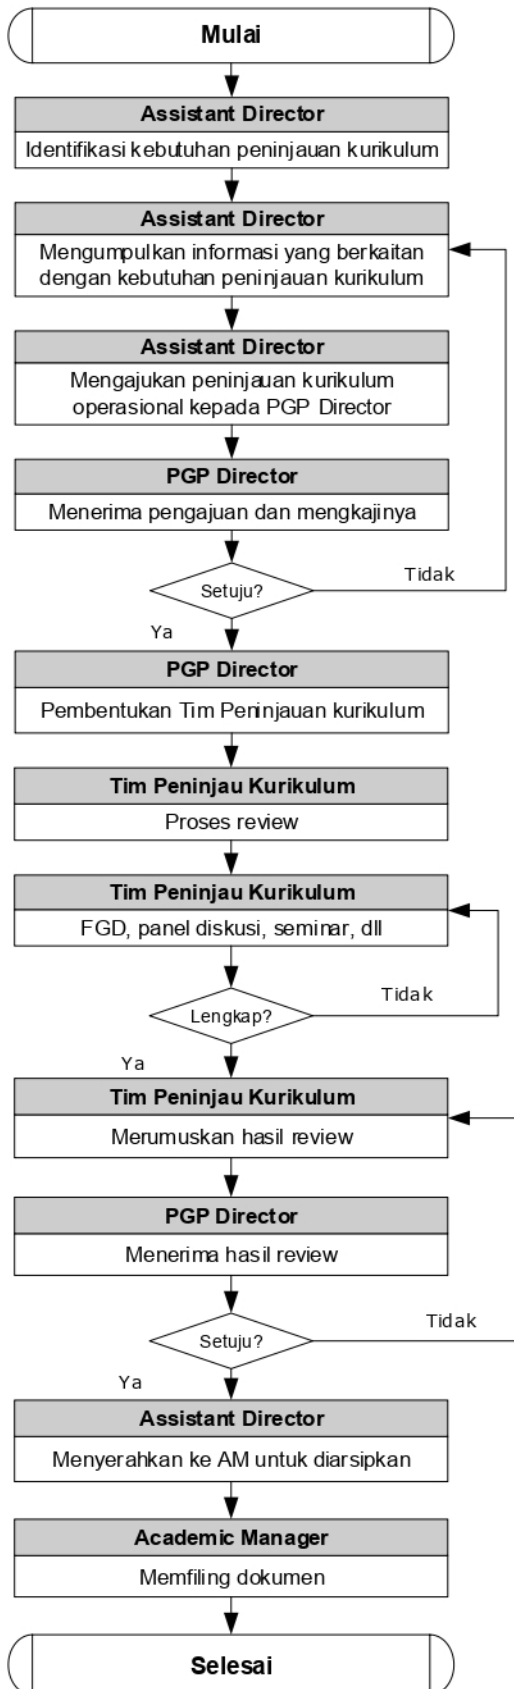 Mulai
Assistant Director
Identifikasi kebutuhan peninjauan kurikulum
Assistant Director
Mengumpulkan informasi yang berkaitan
dengan kebutuhan peninjauan kurikulum
Assistant Director
Mengajukan peninjauan kurikulum
operasional kepada PGP Director
PGP Director
Menerima pengajuan dan mengkajinya
Setuju?
Tidak
Ya
PGP Director
Pembentukan Tim Peninjauan kurikulum
Tim Peninjau Kurikulum
Proses review
Tim Peninjau Kurikulum
FGD, panel diskusi, seminar, dll
Lengkap?
Tidak
Ya
Tim Peninjau Kurikulum
Merumuskan hasil review
PGP Director
Menerima hasil review
Setuju?
Tidak
Ya
Assistant Director
Menyerahkan ke AM untuk diarsipkan
Academic Manager
Memfiling dokumen
Selesai